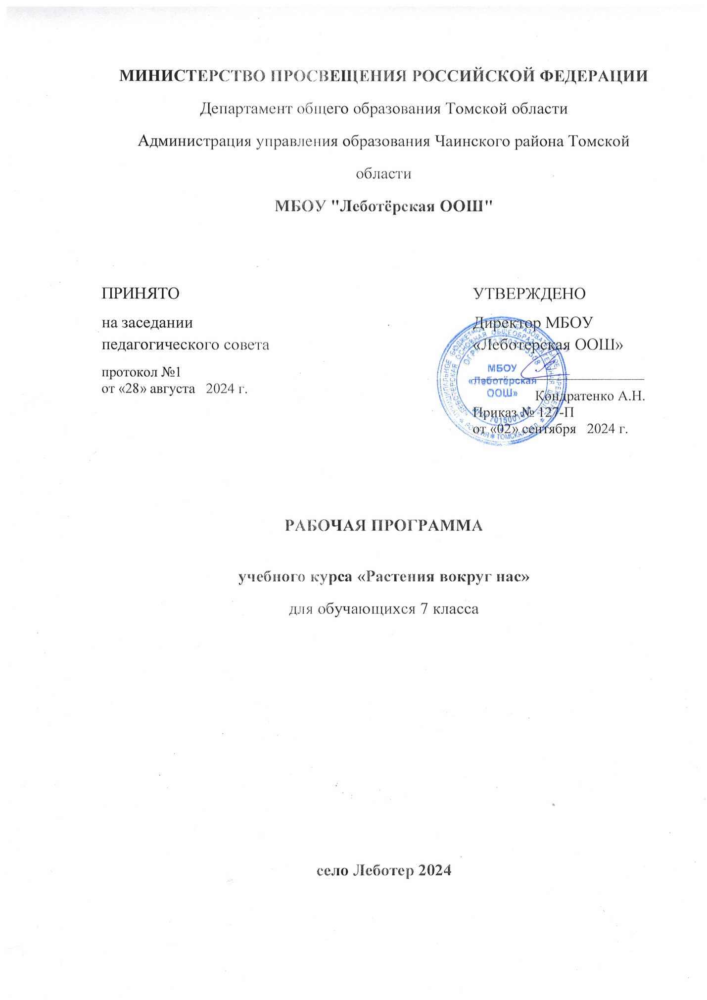 МИНИСТЕРСТВО ПРОСВЕЩЕНИЯ РОССИЙСКОЙ ФЕДЕРАЦИИ
Департамент общего образования Томской области
Администрация управления образования Чаинского района Томской
области
МБОУ "Леботёрская ООШ"
ПРИНЯТО
на заседании
педагогического совета
протокол №1
от «28» августа 2024 г.
УТВЕРЖДЕНО
Директор МБОУ
«Леботёрская ООШ»
Кондратенко А.Н.
Приказ № 127-П
от «02» сентября 2024 г.
МБОУ
«Леботёрская
ООШ»
РАБОЧАЯ ПРОГРАММА
учебного курса «Растения вокруг нас»
для обучающихся 7 класса
село Леботер 2024